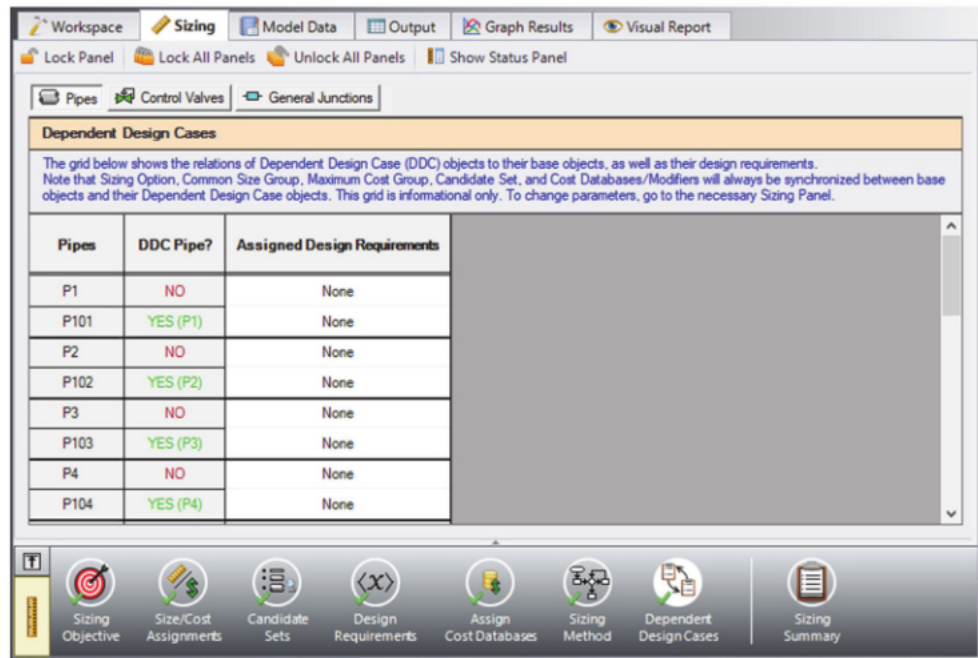 Workspace Sizing Model Data Output Graph Results Visual Report
Lock Panel Lock All Panels Unlock All Panels Show Status Panel
Pipes Control Valves General Junctions
Dependent Design Cases
The grid below shows the relations of Dependent Design Case (DDC) objects to their base objects, as well as their design requirements.
Note that Sizing Option, Common Size Group, Maximum Cost Group, Candidate Set, and Cost Databases/Modifiers will always be synchronized between base
objects and their Dependent Design Case objects. This grid is informational only. To change parameters, go to the necessary Sizing Panel.
Pipes DDC Pipe? Assigned Design Requirements
P1 NO None
P101 YES (P1) None
P2 NO None
P102 YES (P2) None
P3 NO None
P103 YES (P3) None
P4 NO None
P104 YES (P4) None
$ (x) $
Sizing Size/Cost Candidate Design Assign Sizing Dependent Sizing
Objective Assignments Sets Requirements Cost Databases Method Design Cases Summary